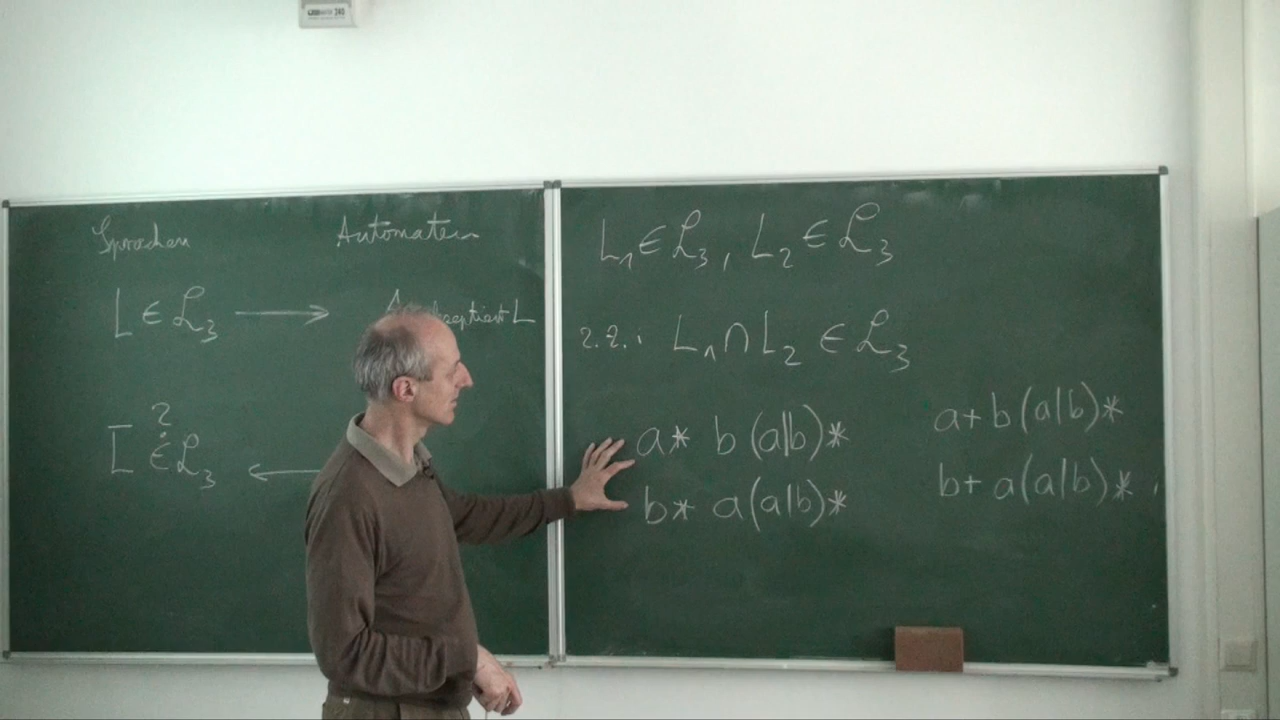 Sprachen Automaten
L ∈ ℒ₃ ⟶ akzeptiert L
L̅ ∈ ℒ₃ ⟵
?
L₁ ∈ ℒ₃, L₂ ∈ ℒ₃
z.z.: L₁ ∩ L₂ ∈ ℒ₃
a* b(a|b)*
b* a(a|b)*
a+ b(a|b)*
b+ a(a|b)*